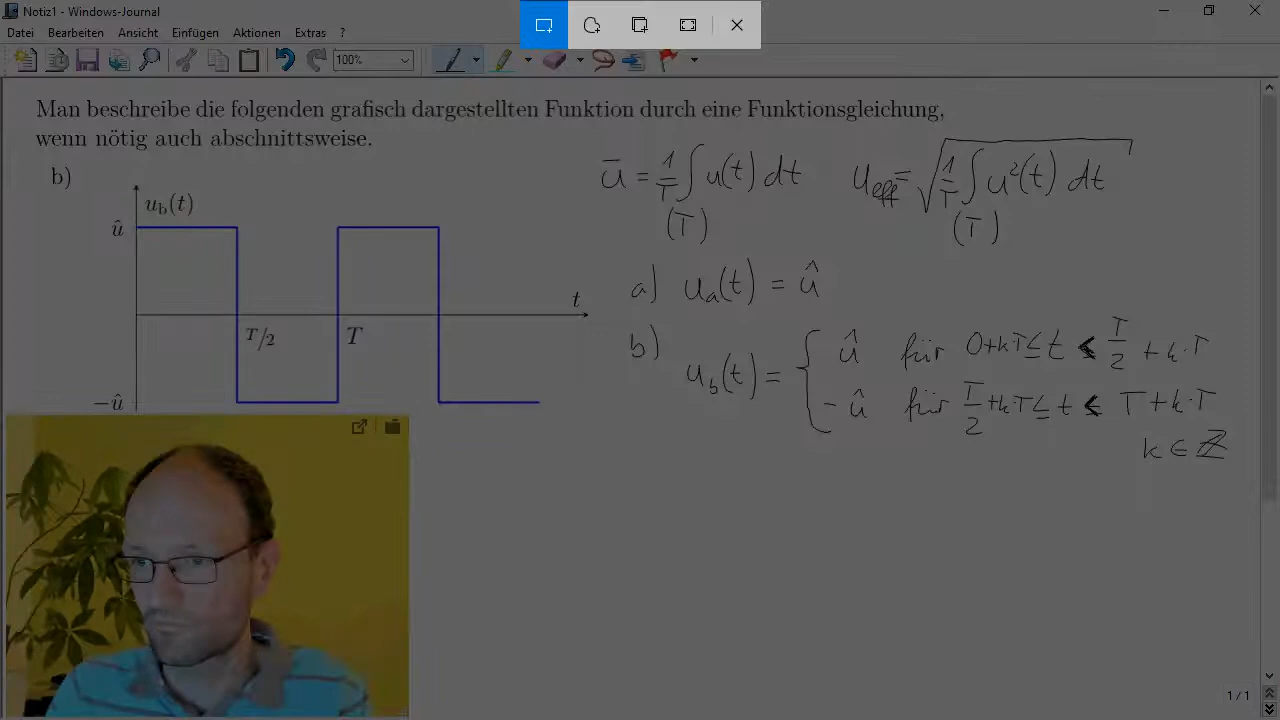 Notiz1 - Windows-Journal
Datei Bearbeiten Ansicht Einfügen Aktionen Extras ?
100%
Man beschreibe die folgenden grafisch dargestellten Funktion durch eine Funktionsgleichung,
wenn nötig auch abschnittsweise.
b)
u_b(t)
û
t
T/2 T
−û
ū = 1/T ∫(T) u(t) dt u_eff = √(1/T ∫(T) u²(t) dt)
a) u_a(t) = û
b) u_b(t) = {
û für 0+kT ≤ t < T/2 + k·T
−û für T/2 +k·T ≤ t < T + k·T
k ∈ ℤ
1 / 1